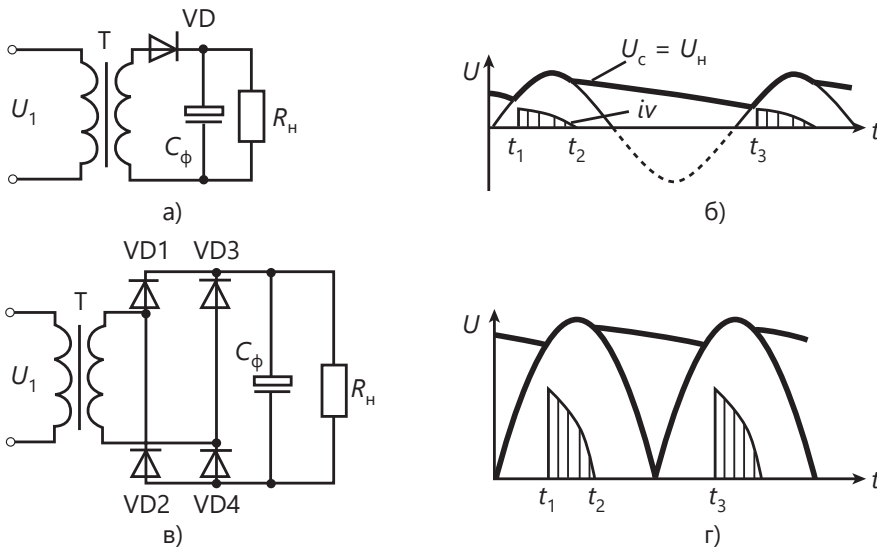 VD
T
U1
Cф
Rн
а)
U
Uс = Uн
iv
t1
t2
t3
t
б)
VD1 VD3
T
U1
Cф
Rн
VD2 VD4
в)
U
t1
t2
t3
t
г)